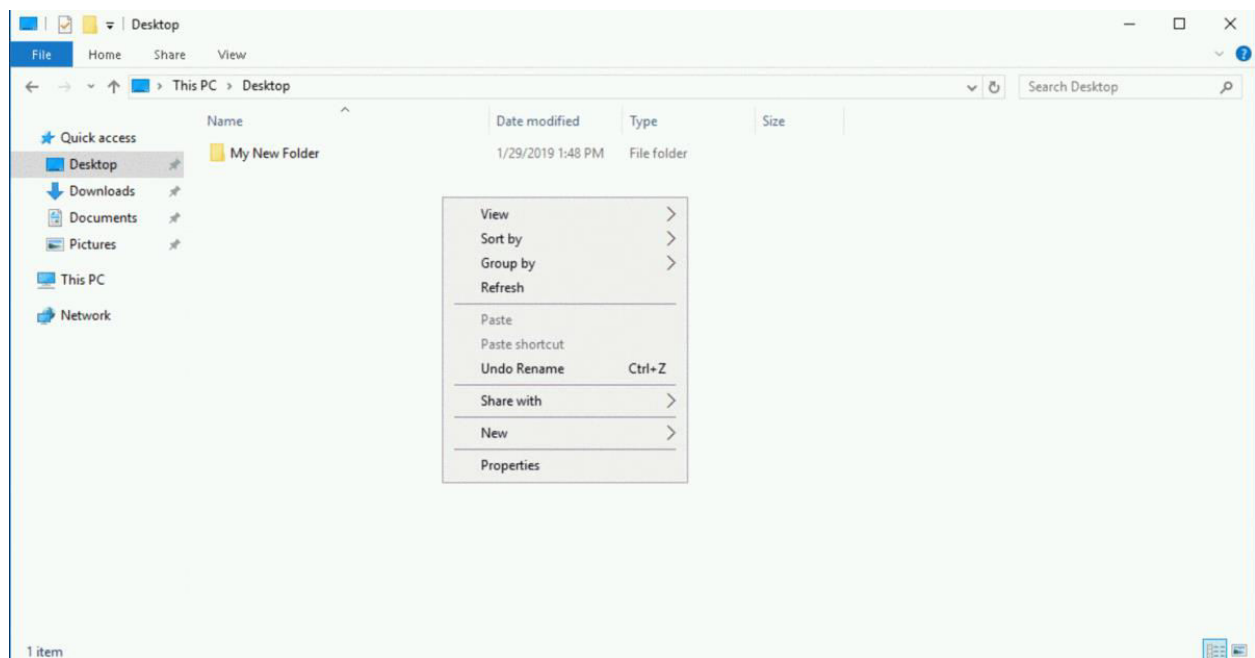 Desktop
File Home Share View
This PC > Desktop
Search Desktop
Name Date modified Type Size
My New Folder 1/29/2019 1:48 PM File folder
Quick access
Desktop
Downloads
Documents
Pictures
This PC
Network
View
Sort by
Group by
Refresh
Paste
Paste shortcut
Undo Rename Ctrl+Z
Share with
New
Properties
1 item